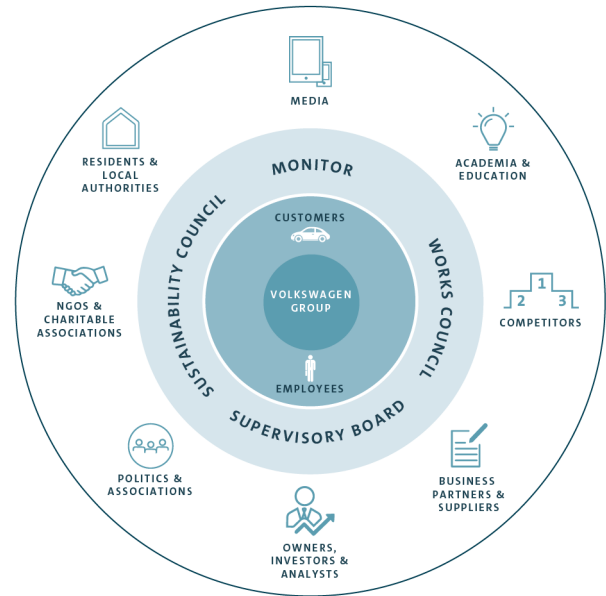 MEDIA
RESIDENTS &
LOCAL
AUTHORITIES
ACADEMIA &
EDUCATION
MONITOR
SUSTAINABILITY COUNCIL
WORKS COUNCIL
SUPERVISORY BOARD
CUSTOMERS
VOLKSWAGEN
GROUP
EMPLOYEES
NGOS &
CHARITABLE
ASSOCIATIONS
1
2 3
COMPETITORS
POLITICS &
ASSOCIATIONS
BUSINESS
PARTNERS &
SUPPLIERS
OWNERS,
INVESTORS &
ANALYSTS